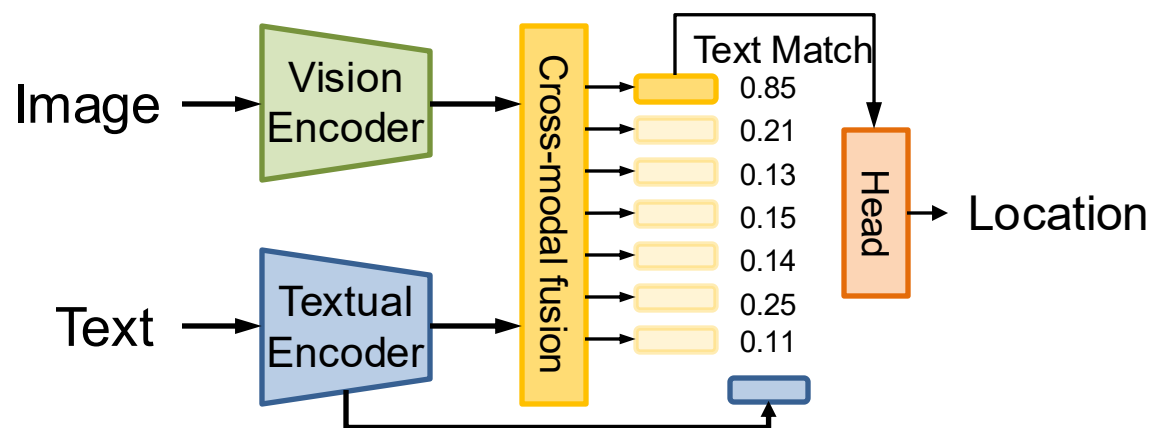 Image
Vision
Encoder
Text
Textual
Encoder
Cross-modal fusion
Text Match
0.85
0.21
0.13
0.15
0.14
0.25
0.11
Head
Location